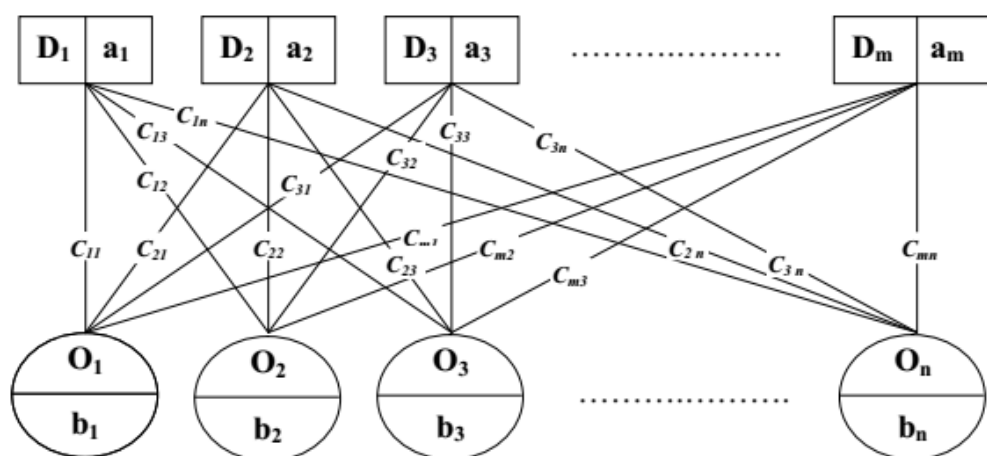 D₁ a₁ D₂ a₂ D₃ a₃ ........................ Dₘ aₘ
C₁ₙ
C₁₃ C₃₃
C₃ₙ
C₃₂
C₁₂ C₃₁
Cₘ₁
C₁₁ C₂₁ C₂₂ Cₘ₂ C₂ₙ Cₘₙ
C₂₃ C₃ₙ
Cₘ₃
O₁ O₂ O₃ Oₙ
........................
b₁ b₂ b₃ bₙ